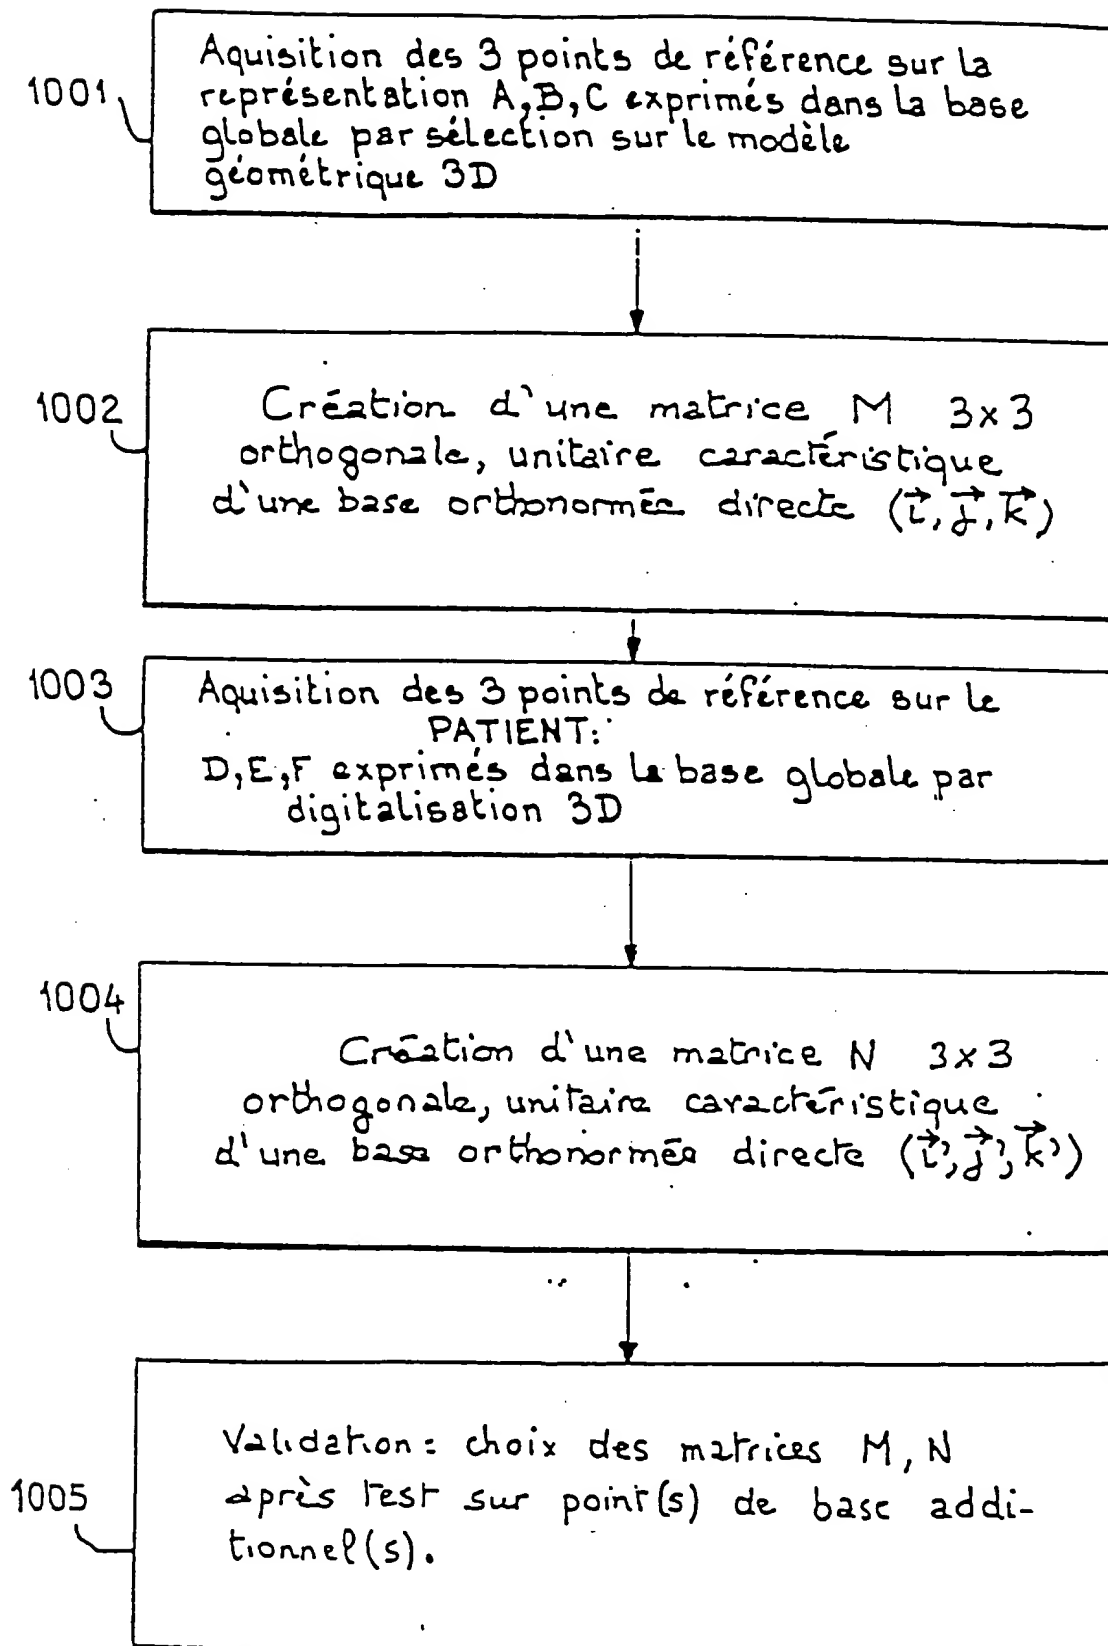 1001
Aquisition des 3 points de référence sur la
représentation A,B,C exprimés dans la base
globale par sélection sur le modèle
géométrique 3D
1002
Création d'une matrice M 3x3
orthogonale, unitaire caractéristique
d'une base orthonormée directe (i⃗,j⃗,k⃗)
1003
Aquisition des 3 points de référence sur le
PATIENT:
D,E,F exprimés dans la base globale par
digitalisation 3D
1004
Création d'une matrice N 3x3
orthogonale, unitaire caractéristique
d'une base orthonormée directe (i⃗',j⃗',k⃗')
1005
Validation: choix des matrices M, N
après test sur point(s) de base addi-
tionnel(s).